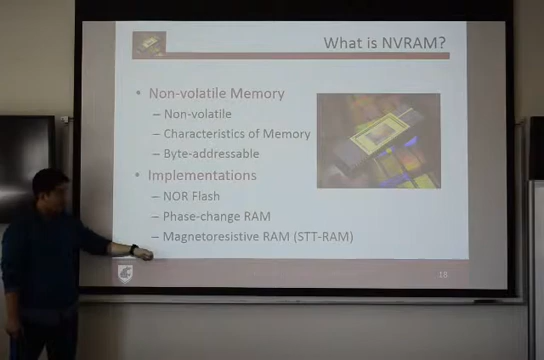 What is NVRAM?
• Non-volatile Memory
– Non-volatile
– Characteristics of Memory
– Byte-addressable
• Implementations
– NOR Flash
– Phase-change RAM
– Magnetoresistive RAM (STT-RAM)
18